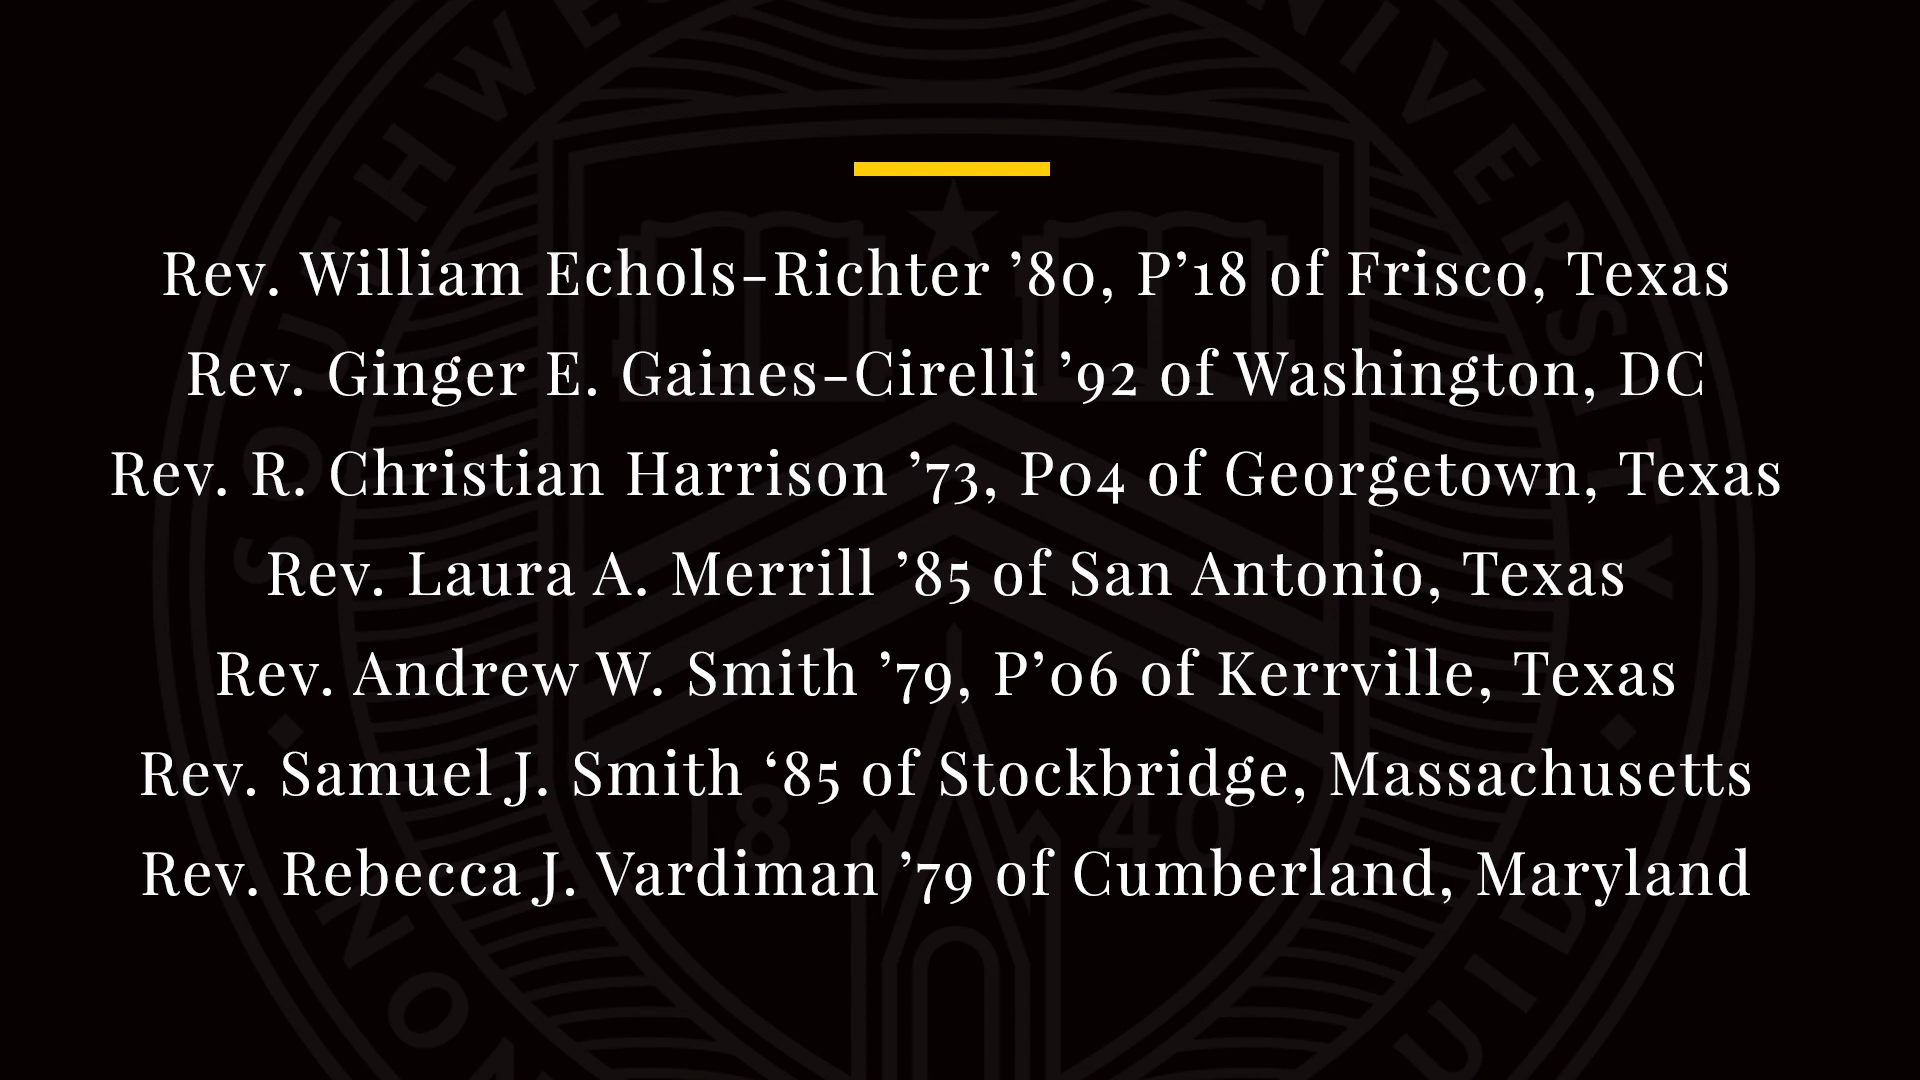 Rev. William Echols-Richter ’80, P’18 of Frisco, Texas
Rev. Ginger E. Gaines-Cirelli ’92 of Washington, DC
Rev. R. Christian Harrison ’73, P04 of Georgetown, Texas
Rev. Laura A. Merrill ’85 of San Antonio, Texas
Rev. Andrew W. Smith ’79, P’06 of Kerrville, Texas
Rev. Samuel J. Smith ‘85 of Stockbridge, Massachusetts
Rev. Rebecca J. Vardiman ’79 of Cumberland, Maryland
1840